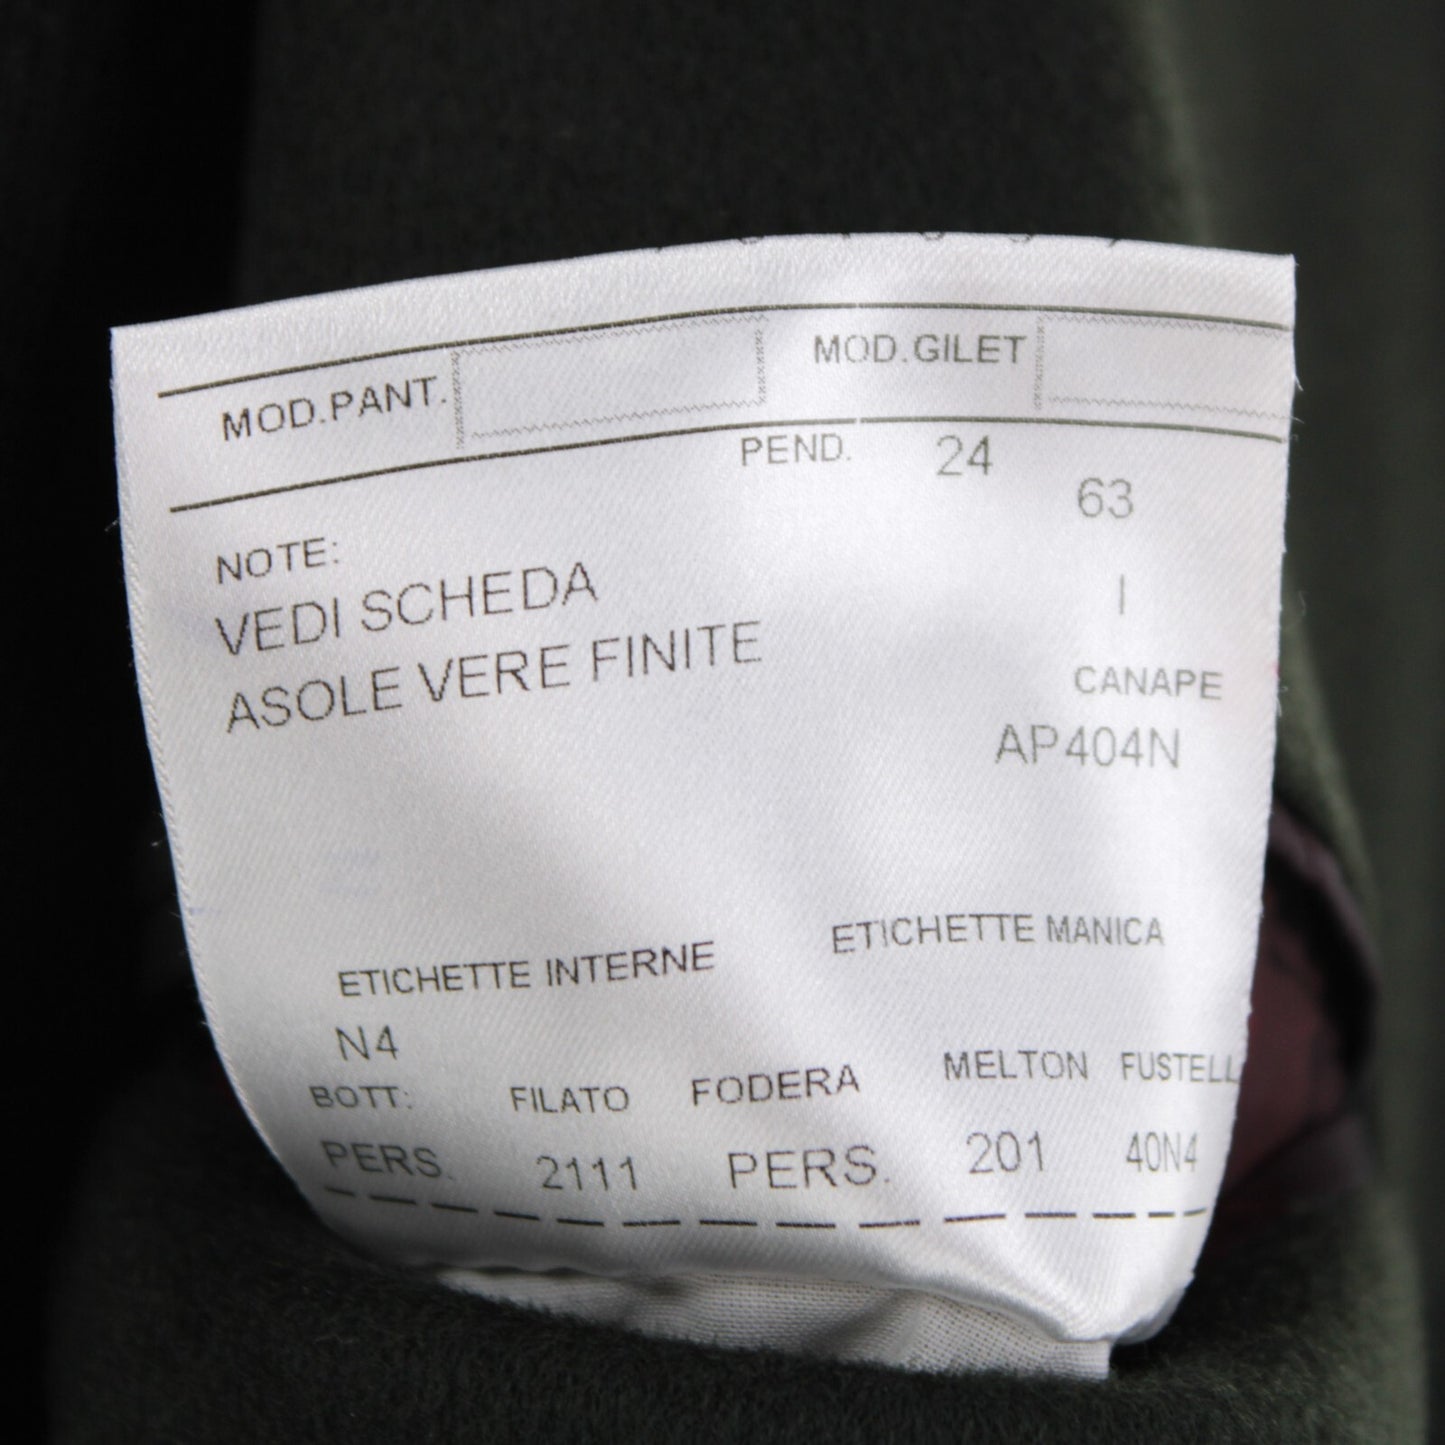 MOD.PANT. MOD.GILET
PEND. 24
63
NOTE:
VEDI SCHEDA
I
ASOLE VERE FINITE
CANAPE
AP404N
ETICHETTE INTERNE ETICHETTE MANICA
N4
BOTT: FILATO FODERA MELTON FUSTELL
PERS. 2111 PERS. 201 40N4